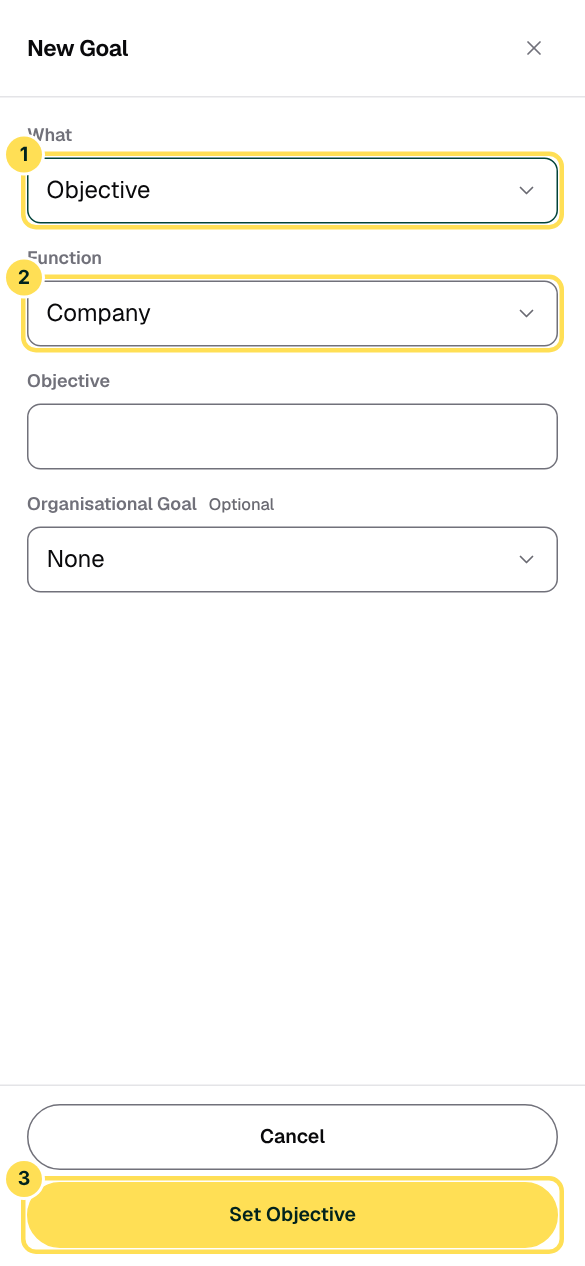 New Goal
What
1
Objective
Function
2
Company
Objective
Organisational Goal Optional
None
Cancel
3
Set Objective